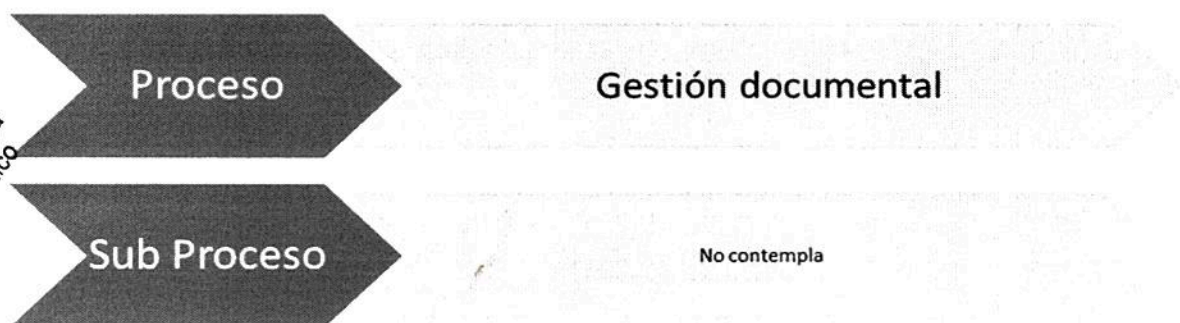 Proceso
Gestión documental
Sub Proceso
No contempla